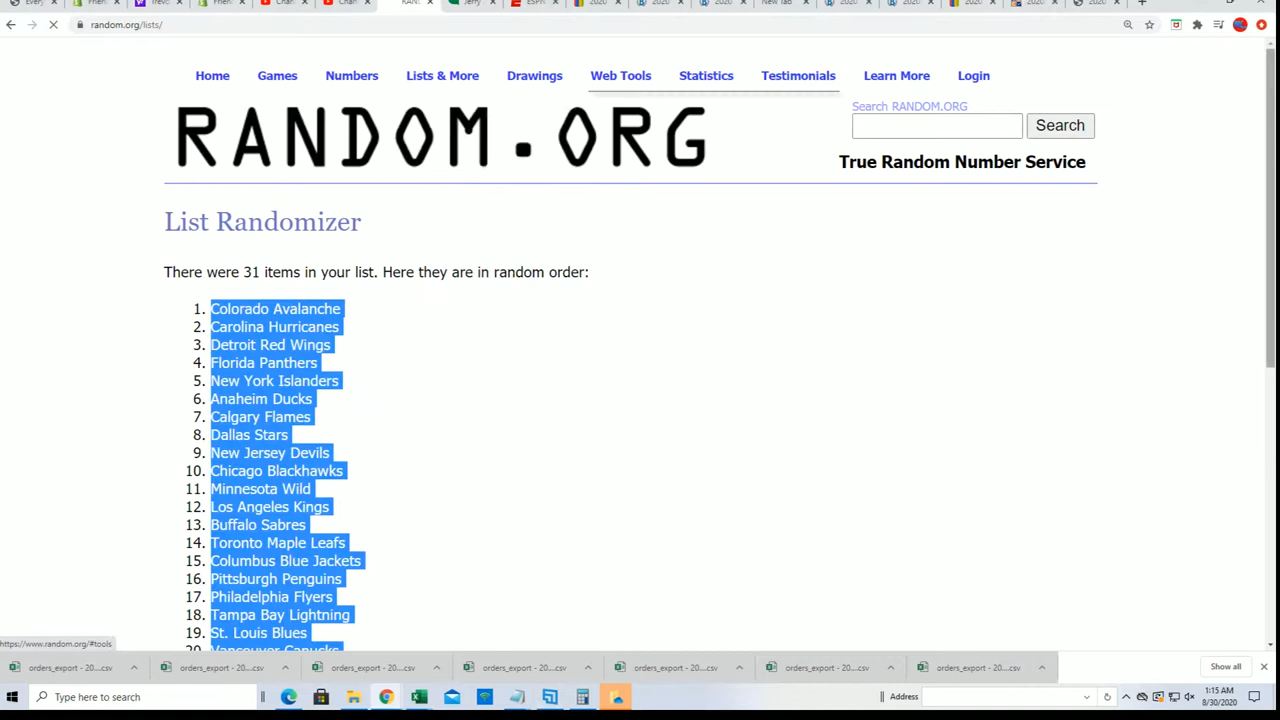 random.org/lists/
Home Games Numbers Lists & More Drawings Web Tools Statistics Testimonials Learn More Login
RANDOM.ORG
Search RANDOM.ORG
Search
True Random Number Service
List Randomizer
There were 31 items in your list. Here they are in random order:
1. Colorado Avalanche
2. Carolina Hurricanes
3. Detroit Red Wings
4. Florida Panthers
5. New York Islanders
6. Anaheim Ducks
7. Calgary Flames
8. Dallas Stars
9. New Jersey Devils
10. Chicago Blackhawks
11. Minnesota Wild
12. Los Angeles Kings
13. Buffalo Sabres
14. Toronto Maple Leafs
15. Columbus Blue Jackets
16. Pittsburgh Penguins
17. Philadelphia Flyers
18. Tampa Bay Lightning
19. St. Louis Blues
20. Vancouver Canucks
https://www.random.org/#tools
orders_export - 20....csv orders_export - 20....csv orders_export - 20....csv orders_export - 20....csv orders_export - 20....csv orders_export - 20....csv orders_export - 20....csv Show all
Type here to search
Address
1:15 AM
8/30/2020